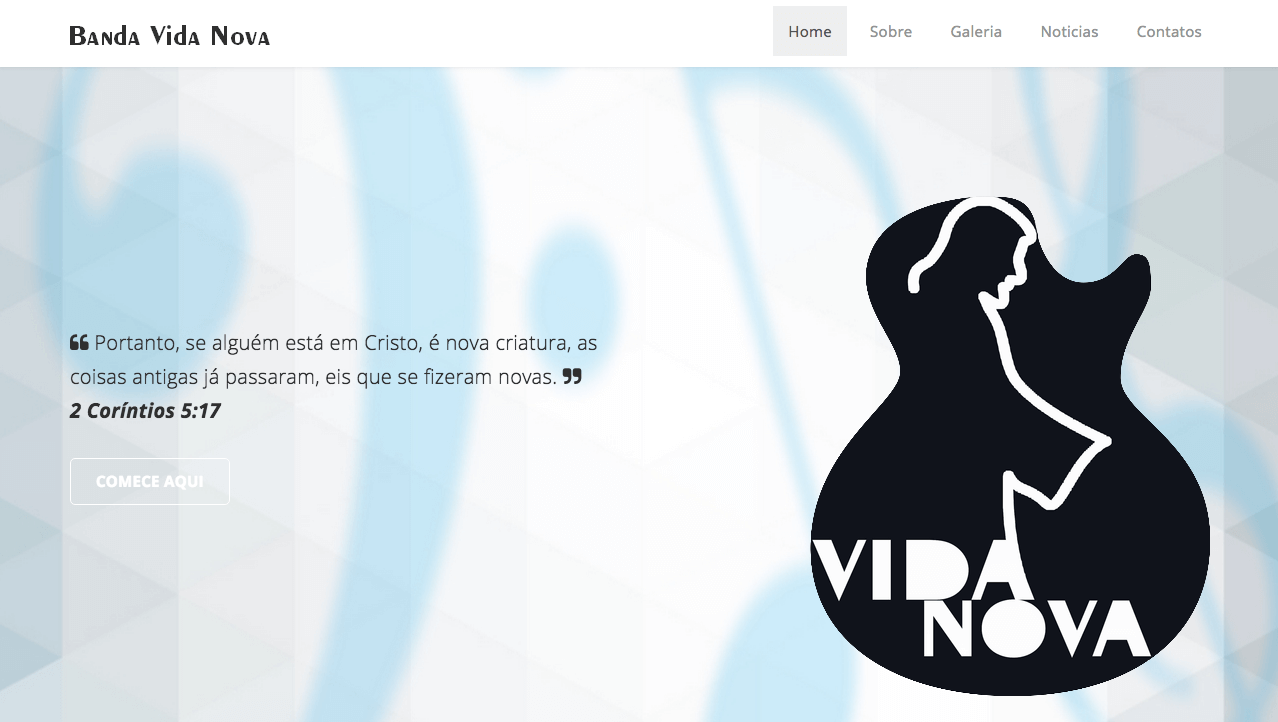 Banda Vida Nova
Home Sobre Galeria Noticias Contatos
❝ Portanto, se alguém está em Cristo, é nova criatura, as
coisas antigas já passaram, eis que se fizeram novas. ❞
2 Coríntios 5:17
COMECE AQUI
VIDA
NOVA